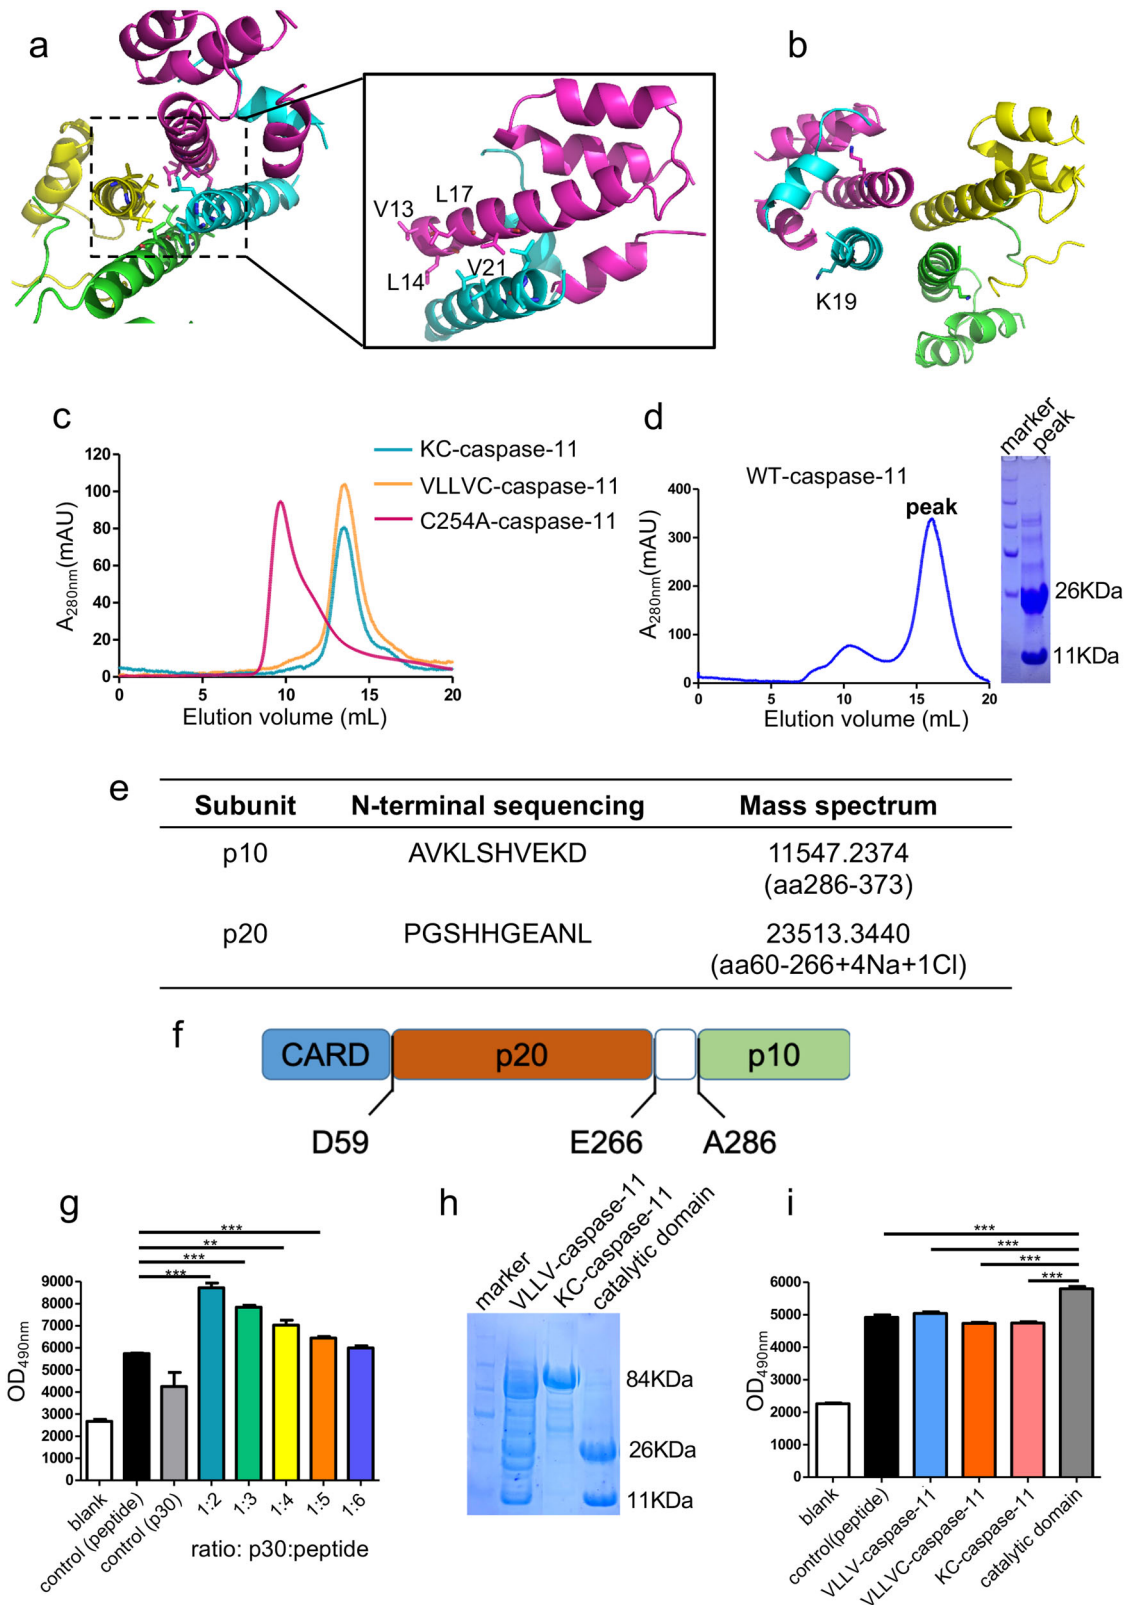 a
V13
L17
L14
V21
b
K19
c
A280nm(mAU)
120
100
80
60
40
20
0
0
5
10
15
20
Elution volume (mL)
KC-caspase-11
VLLVC-caspase-11
C254A-caspase-11
d
WT-caspase-11
peak
A280nm(mAU)
400
300
200
100
0
0
5
10
15
20
Elution volume (mL)
marker
peak
26KDa
11KDa
e
Subunit N-terminal sequencing Mass spectrum
p10 AVKLSHVEKD 11547.2374
(aa286-373)
p20 PGSHHGEANL 23513.3440
(aa60-266+4Na+1Cl)
f
CARD p20 p10
D59 E266 A286
g
***
**
***
***
OD490nm
9000
8000
7000
6000
5000
4000
3000
2000
1000
0
blank
control (peptide)
control (p30)
1:2
1:3
1:4
1:5
1:6
ratio: p30:peptide
h
marker
VLLV-caspase-11
KC-caspase-11
catalytic domain
84KDa
26KDa
11KDa
i
***
***
***
***
OD490nm
6000
5000
4000
3000
2000
1000
0
blank
control(peptide)
VLLV-caspase-11
VLLVC-caspase-11
KC-caspase-11
catalytic domain